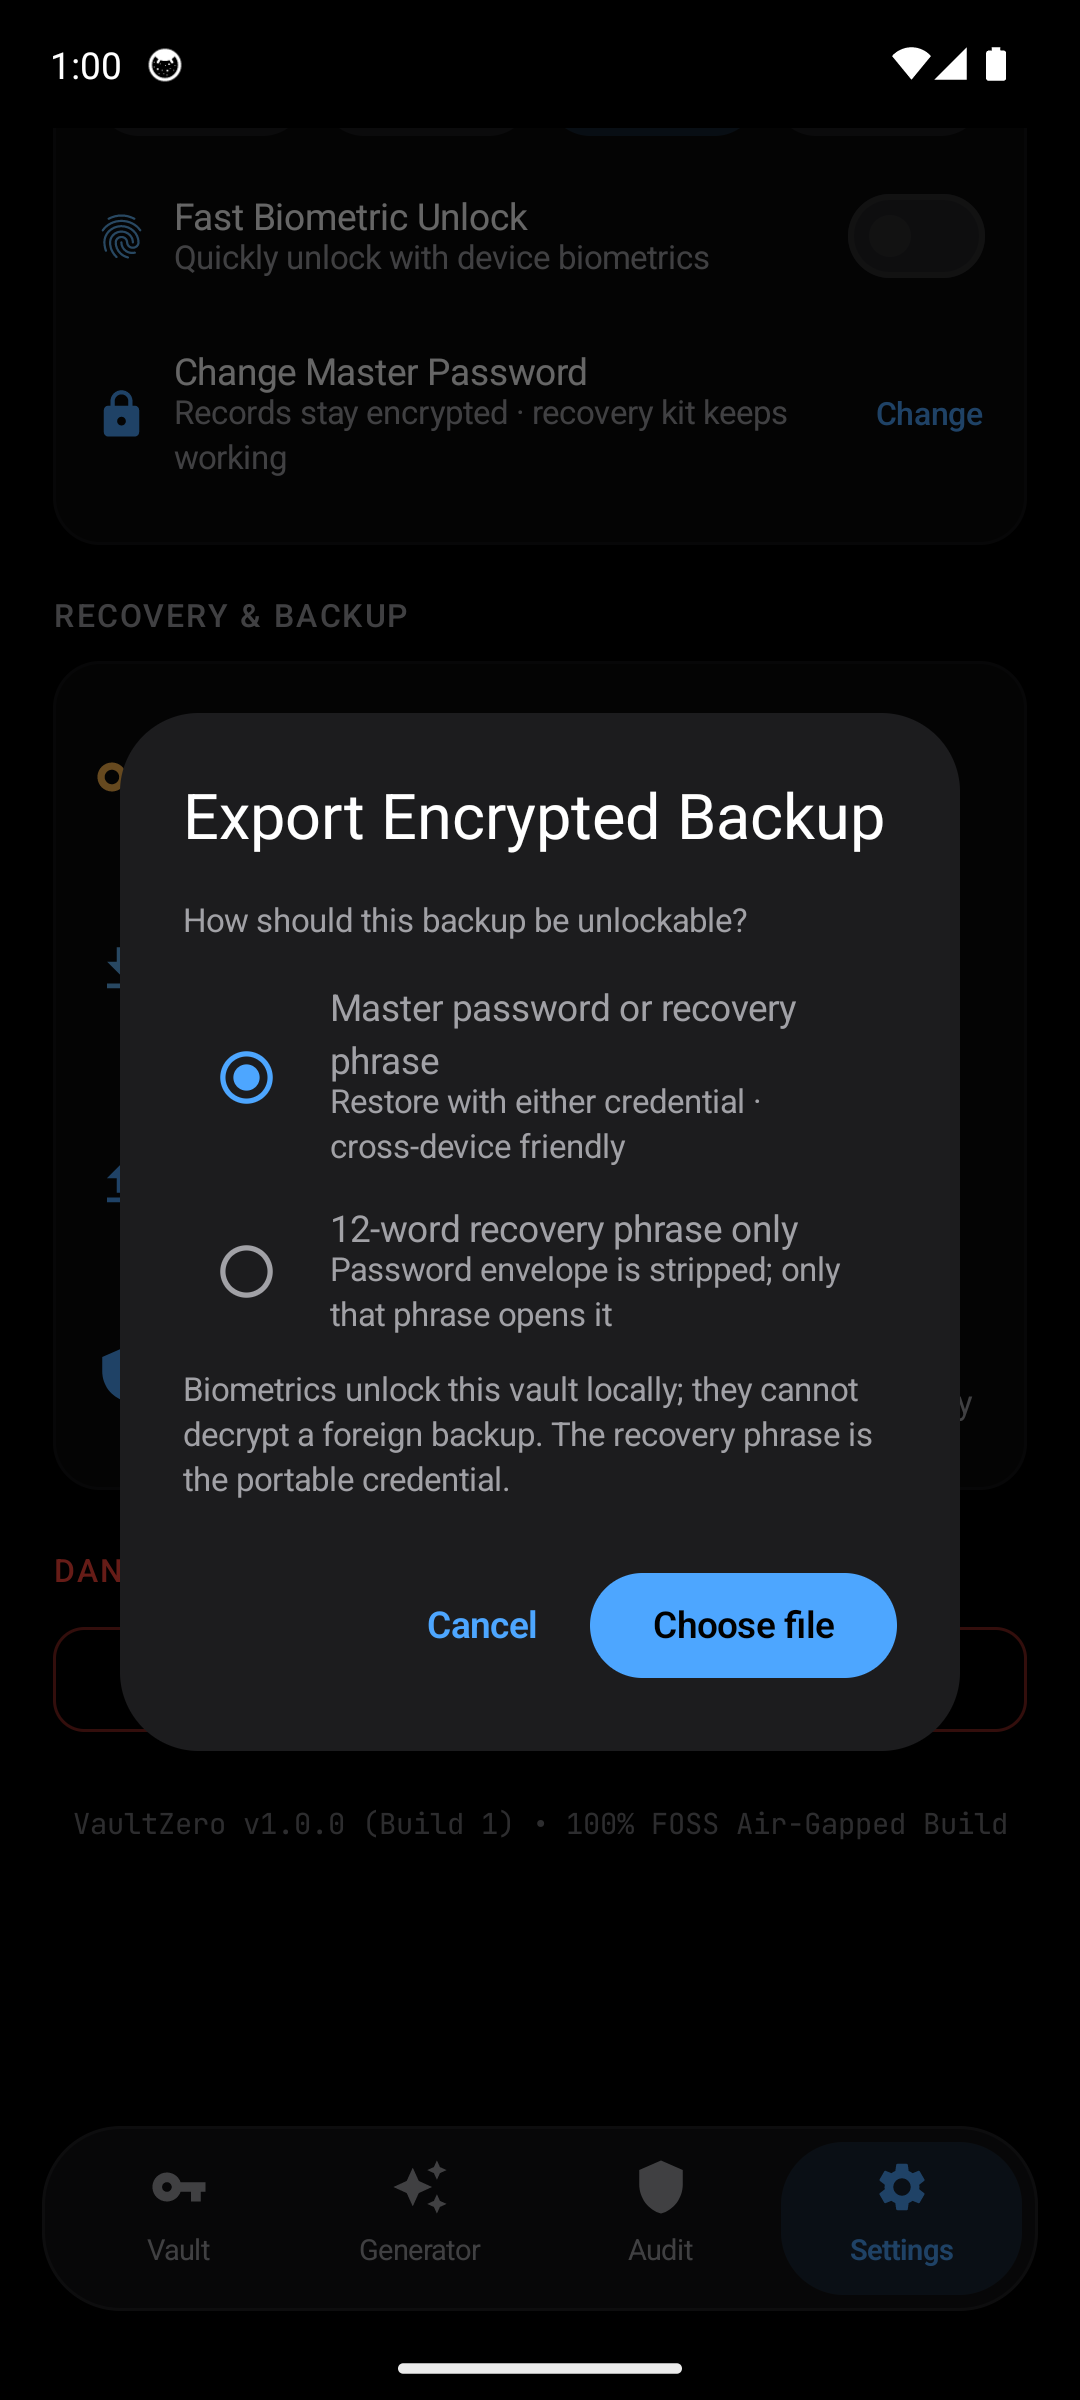 1:00
Fast Biometric Unlock
Quickly unlock with device biometrics
Change Master Password
Records stay encrypted · recovery kit keeps
working
Change
RECOVERY & BACKUP
Export Encrypted Backup
How should this backup be unlockable?
Master password or recovery
phrase
Restore with either credential ·
cross-device friendly
12-word recovery phrase only
Password envelope is stripped; only
that phrase opens it
Biometrics unlock this vault locally; they cannot
decrypt a foreign backup. The recovery phrase is
the portable credential.
Cancel
Choose file
VaultZero v1.0.0 (Build 1) • 100% FOSS Air-Gapped Build
Vault
Generator
Audit
Settings